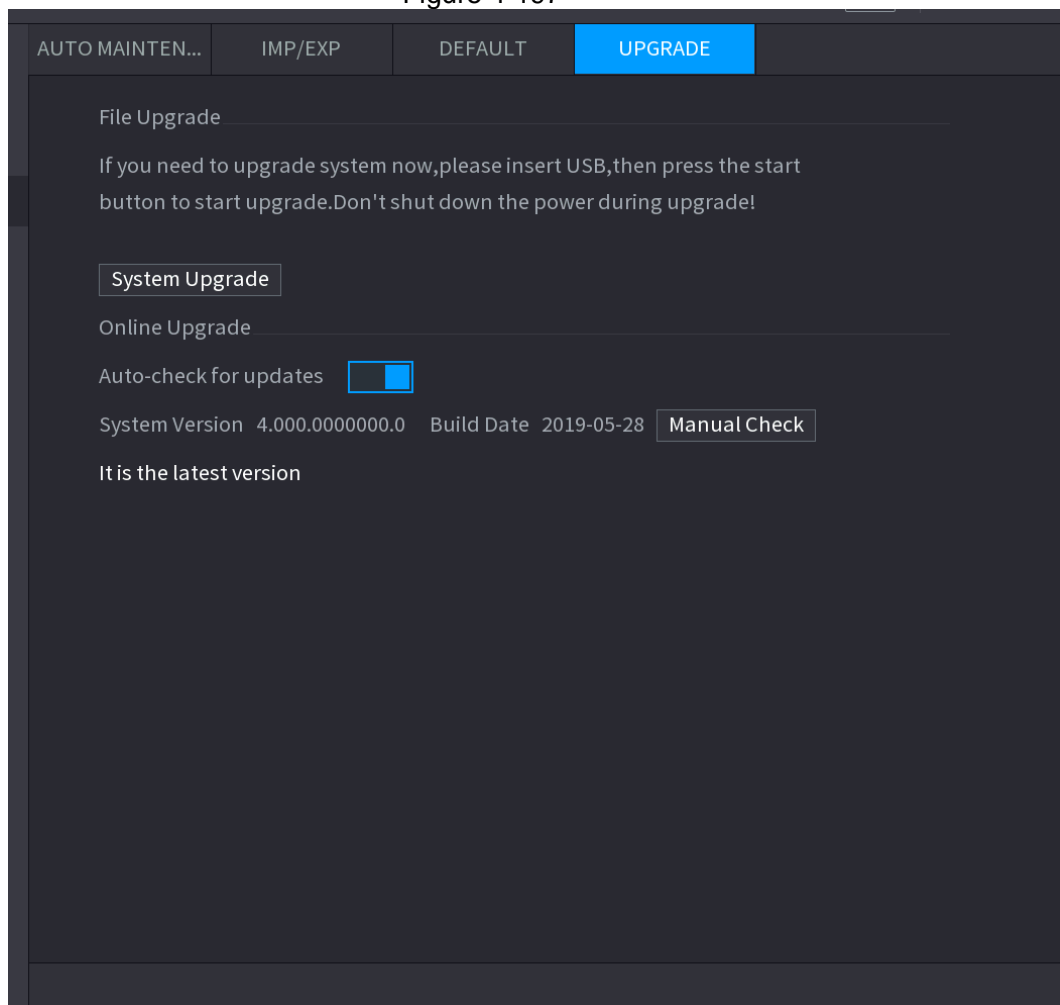 AUTO MAINTEN... IMP/EXP DEFAULT UPGRADE
File Upgrade
If you need to upgrade system now,please insert USB,then press the start
button to start upgrade.Don't shut down the power during upgrade!
System Upgrade
Online Upgrade
Auto-check for updates
System Version 4.000.0000000.0 Build Date 2019-05-28 Manual Check
It is the latest version